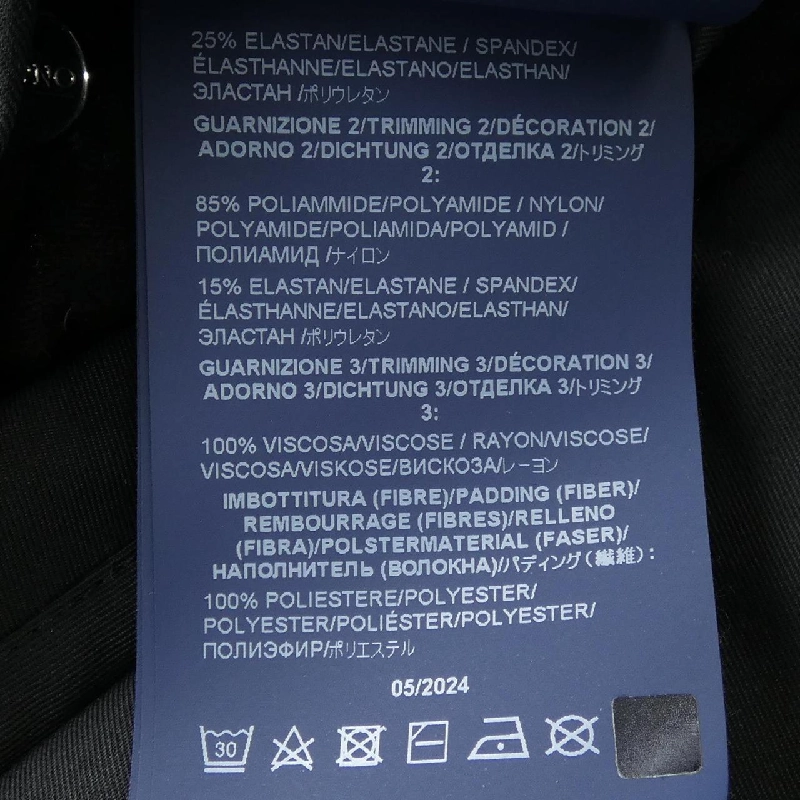 25% ELASTAN/ELASTANE / SPANDEX/
ÉLASTHANNE/ELASTANO/ELASTHAN/
ЭЛАСТАН /ポリウレタン
GUARNIZIONE 2/TRIMMING 2/DÉCORATION 2/
ADORNO 2/DICHTUNG 2/ОТДЕЛКА 2/トリミング
2:
85% POLIAMMIDE/POLYAMIDE / NYLON/
POLYAMIDE/POLIAMIDA/POLYAMID /
ПОЛИАМИД /ナイロン
15% ELASTAN/ELASTANE / SPANDEX/
ÉLASTHANNE/ELASTANO/ELASTHAN/
ЭЛАСТАН /ポリウレタン
GUARNIZIONE 3/TRIMMING 3/DÉCORATION 3/
ADORNO 3/DICHTUNG 3/ОТДЕЛКА 3/トリミング
3:
100% VISCOSA/VISCOSE / RAYON/VISCOSE/
VISCOSA/VISKOSE/ВИСКОЗА/レーヨン
IMBOTTITURA (FIBRE)/PADDING (FIBER)/
REMBOURRAGE (FIBRES)/RELLENO
(FIBRA)/POLSTERMATERIAL (FASER)/
НАПОЛНИТЕЛЬ (ВОЛОКНА)/パディング（繊維）:
100% POLIESTERE/POLYESTER/
POLYESTER/POLIÉSTER/POLYESTER/
ПОЛИЭФИР/ポリエステル
05/2024
30